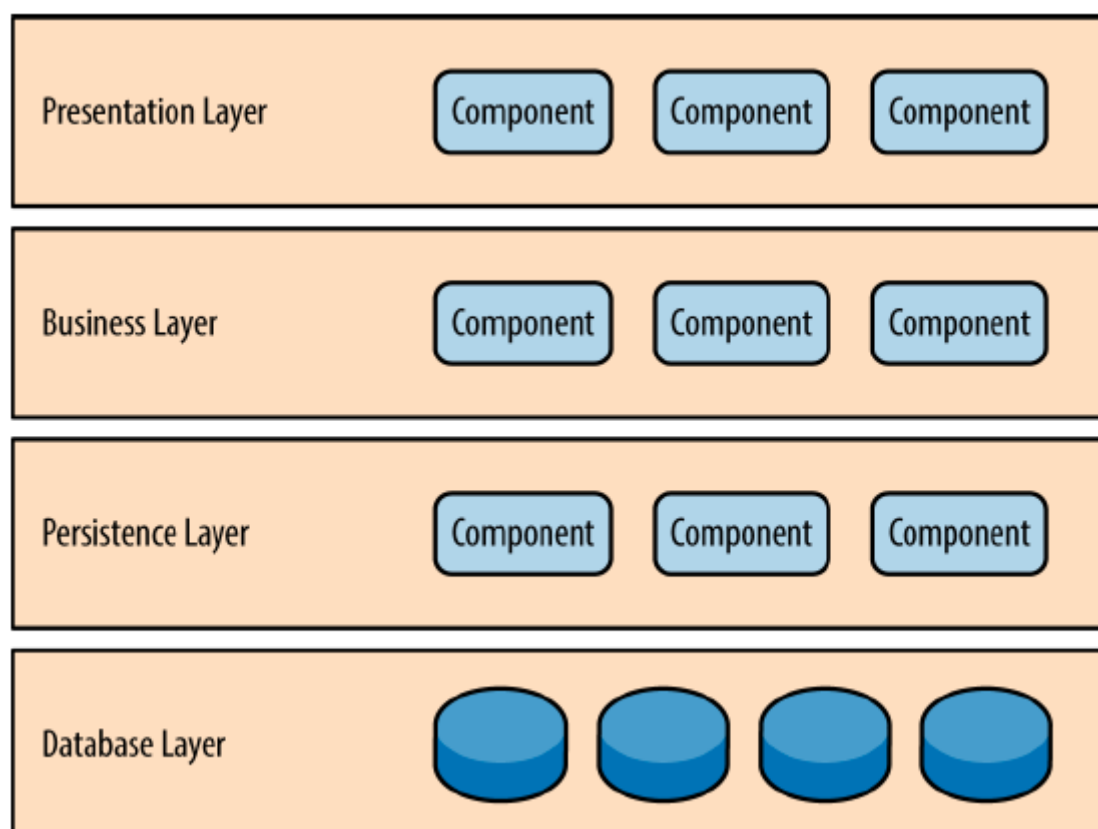 Presentation Layer Component Component Component
Business Layer Component Component Component
Persistence Layer Component Component Component
Database Layer